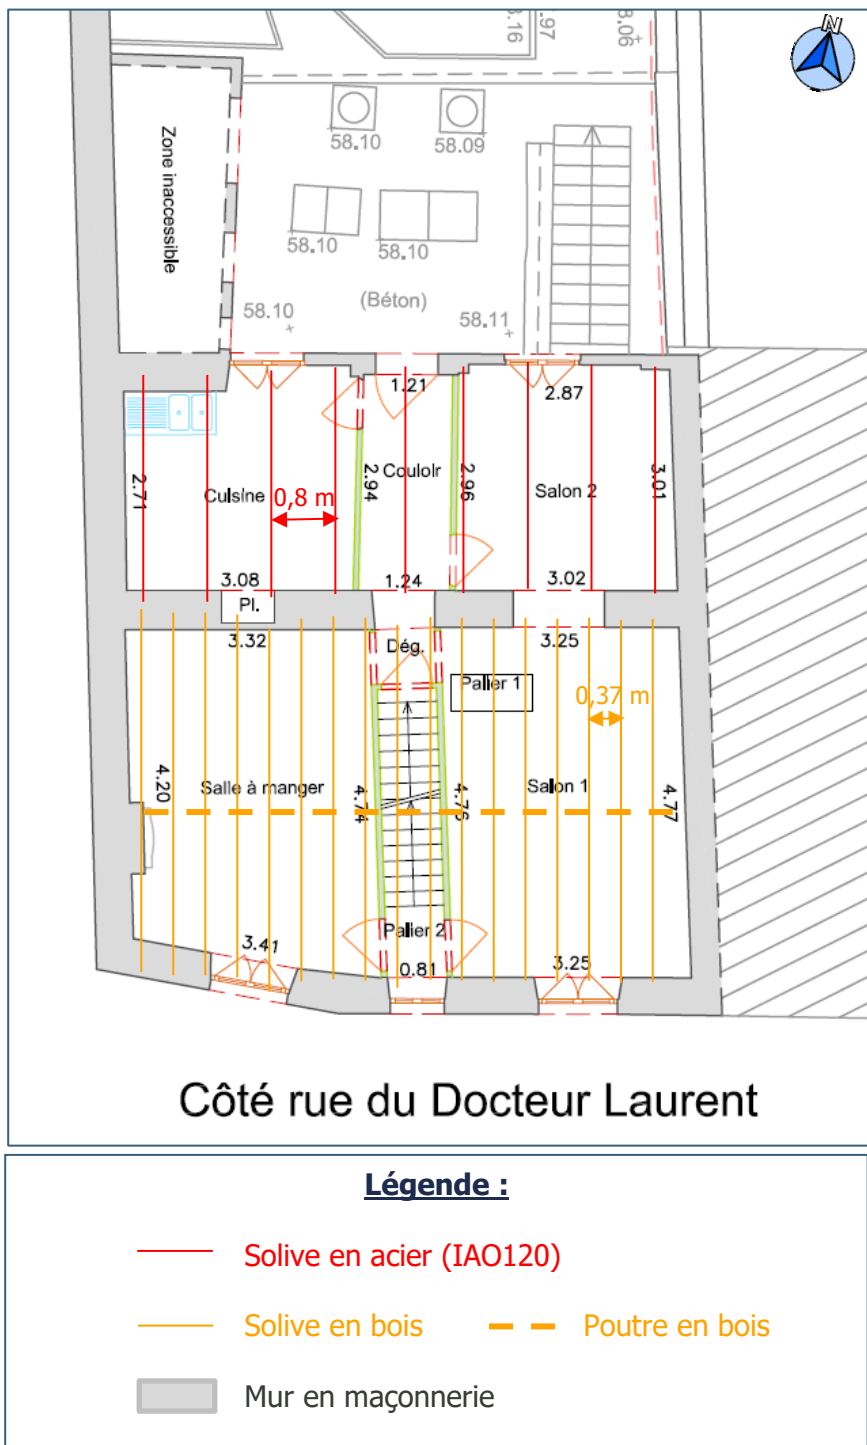 3.16
.97
8.06
N
Zone inaccessible
58.10
58.09
58.10
58.10
58.10
(Béton)
58.11
1.21
2.87
2.71
Cuisine
0,8 m
2.94
Couloir
2.96
Salon 2
3.01
3.08
1.24
3.02
Pl.
3.32
Dég.
3.25
Palier 1
0,37 m
4.20
Salle à manger
4.74
4.76
Salon 1
4.77
Palier 2
3.41
0.81
3.25
Côté rue du Docteur Laurent
Légende :
Solive en acier (IAO120)
Solive en bois
Poutre en bois
Mur en maçonnerie